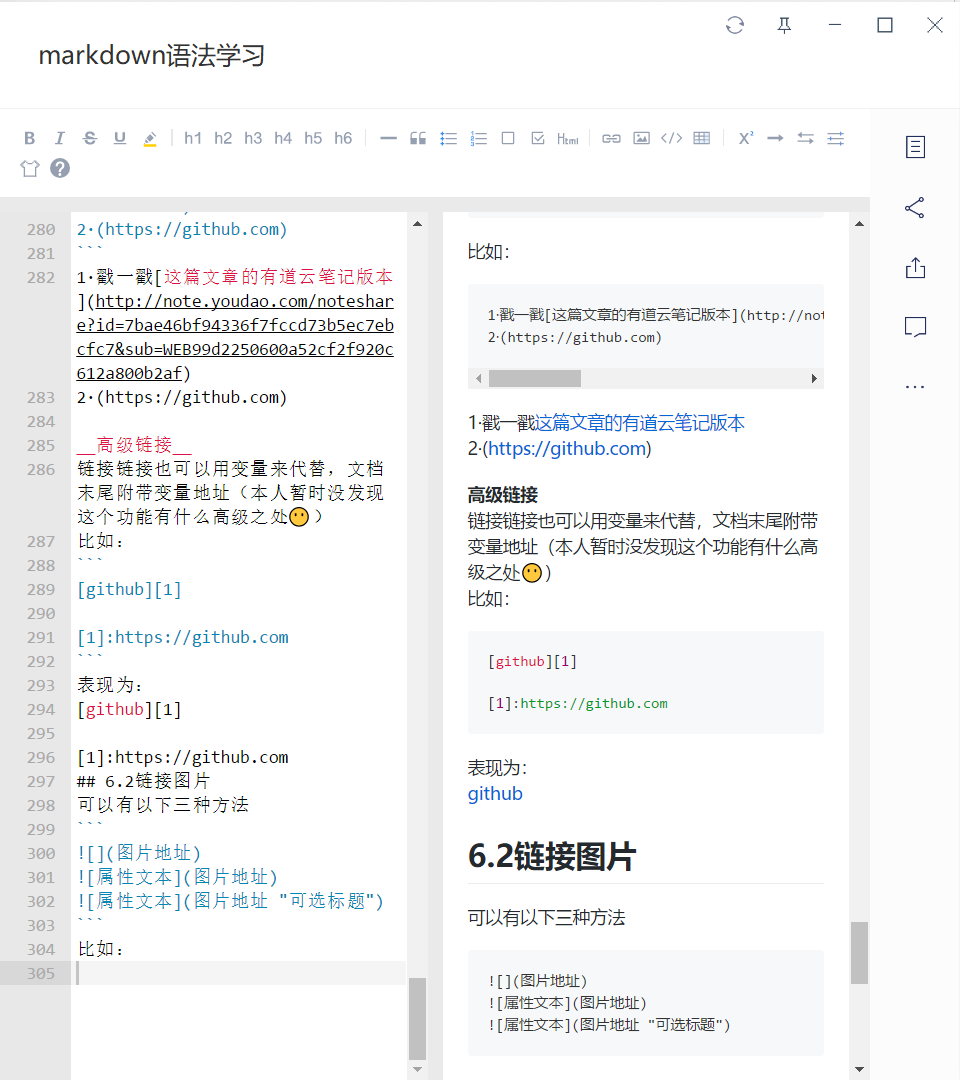 markdown语法学习
B I S U h1 h2 h3 h4 h5 h6 Html </> X²
?
280 2·(https://github.com)
281 ```
282 1·戳一戳[这篇文章的有道云笔记版本
](http://note.youdao.com/noteshar
e?id=7bae46bf94336f7fccd73b5ec7eb
cfc7&sub=WEB99d2250600a52cf2f920c
612a800b2af)
283 2·(https://github.com)
284
285 __高级链接__
286 链接链接也可以用变量来代替，文档
末尾附带变量地址（本人暂时没发现
这个功能有什么高级之处😶）
287 比如：
288 ```
289 [github][1]
290
291 [1]:https://github.com
292 ```
293 表现为：
294 [github][1]
295
296 [1]:https://github.com
297 ## 6.2链接图片
298 可以有以下三种方法
299 ```
300 ![](图片地址)
301 ![属性文本](图片地址)
302 ![属性文本](图片地址 "可选标题")
303 ```
304 比如：
305
比如：
1·戳一戳[这篇文章的有道云笔记版本](http://not
2·(https://github.com)
1·戳一戳这篇文章的有道云笔记版本
2·(https://github.com)
高级链接
链接链接也可以用变量来代替，文档末尾附带
变量地址（本人暂时没发现这个功能有什么高
级之处😶）
比如：
[github][1]
[1]:https://github.com
表现为：
github
6.2链接图片
可以有以下三种方法
![](图片地址)
![属性文本](图片地址)
![属性文本](图片地址 "可选标题")